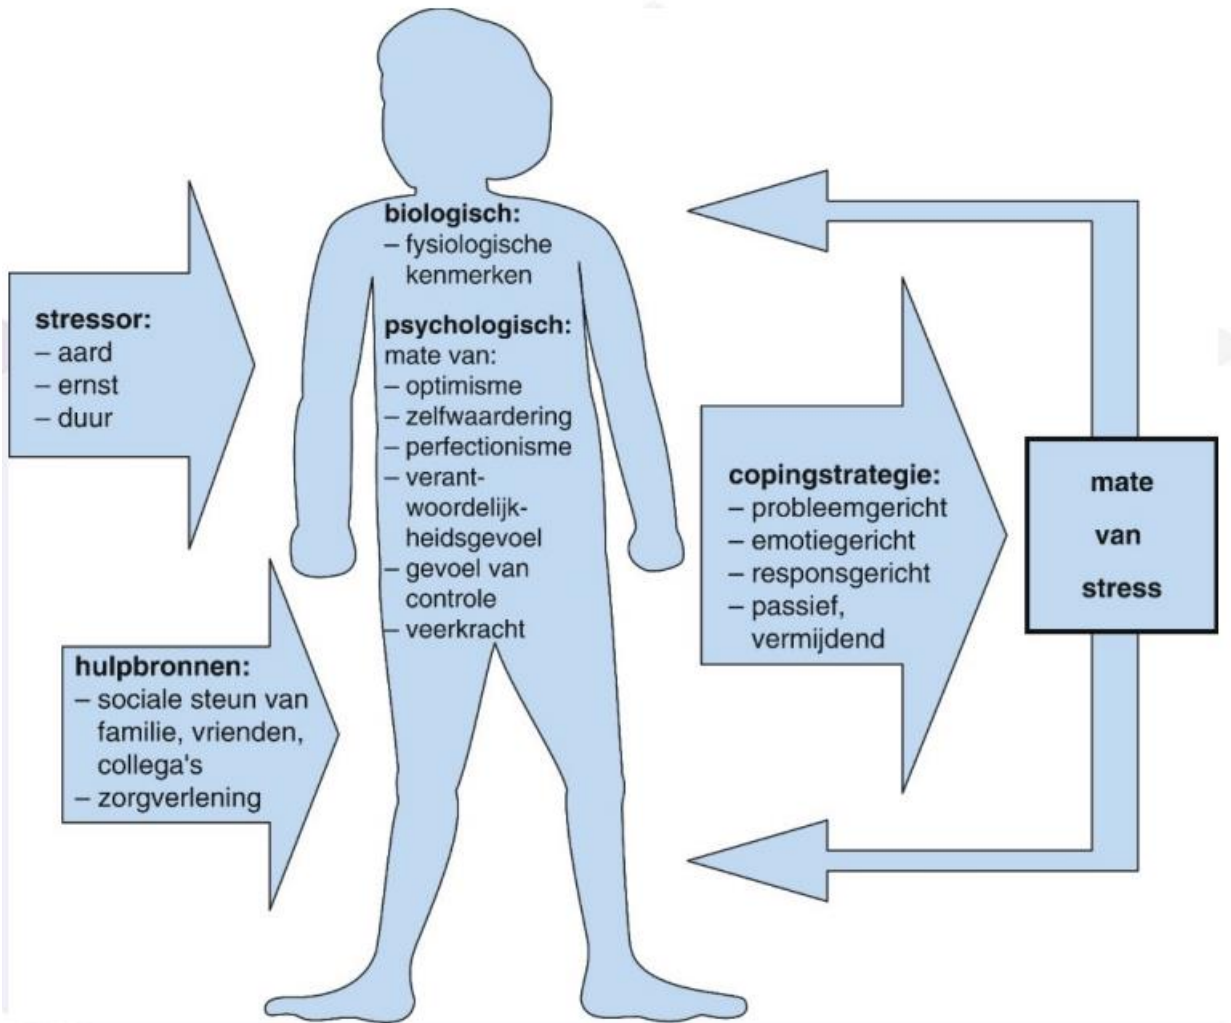 stressor:
– aard
– ernst
– duur
hulpbronnen:
– sociale steun van
familie, vrienden,
collega's
– zorgverlening
biologisch:
– fysiologische
kenmerken
psychologisch:
mate van:
– optimisme
– zelfwaardering
– perfectionisme
– verant-
woordelijk-
heidsgevoel
– gevoel van
controle
– veerkracht
copingstrategie:
– probleemgericht
– emotiegericht
– responsgericht
– passief,
vermijdend
mate
van
stress